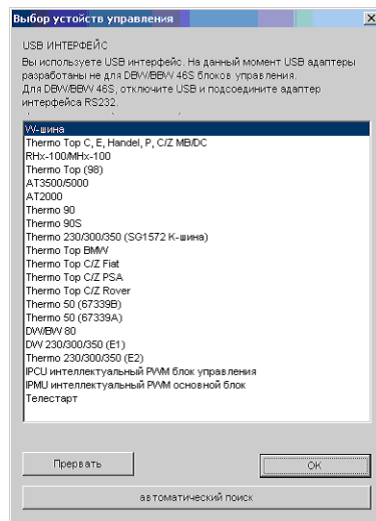 Выбор устойств управления
USB ИНТЕРФЕЙС
Вы используете USB интерфейс. На данный момент USB адаптеры
разработаны не для DBW/BBW 46S блоков управления.
Для DBW/BBW 46S, отключите USB и подсоедините адаптер
интерфейса RS232.
W-шина
Thermo Top C, E, Handel, P, C/Z MB/DC
RHx-100/MHx-100
Thermo Top (98)
AT3500/5000
AT2000
Thermo 90
Thermo 90S
Thermo 230/300/350 (SG1572 К-шина)
Thermo Top BMW
Thermo Top C/Z Fiat
Thermo Top C/Z PSA
Thermo Top C/Z Rover
Thermo 50 (67339B)
Thermo 50 (67339A)
DW/BW 80
DW 230/300/350 (E1)
Thermo 230/300/350 (E2)
IPCU интеллектуальный PWM блок управления
IPMU интеллектуальный PWM основной блок
Телестарт
Прервать
OK
автоматический поиск